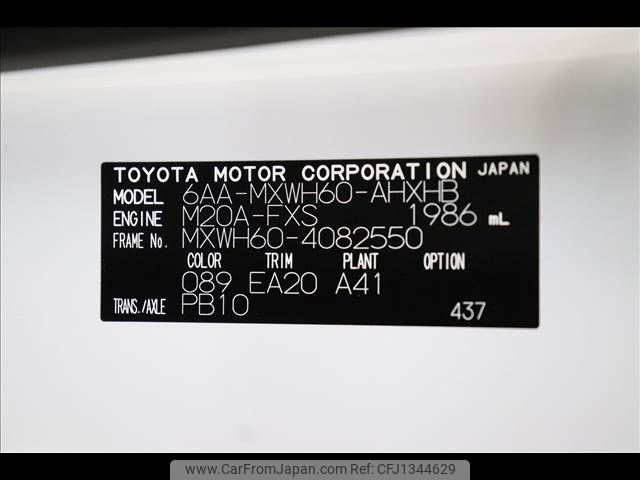 TOYOTA MOTOR CORPORATION JAPAN
MODEL 6AA-MXWH60-AHXHB
ENGINE M20A-FXS 1986 mL
FRAME No. MXWH60-4082550
COLOR TRIM PLANT OPTION
089 EA20 A41
TRANS./AXLE PB10 437
www.CarFromJapan.com | ID:CFJ1344629